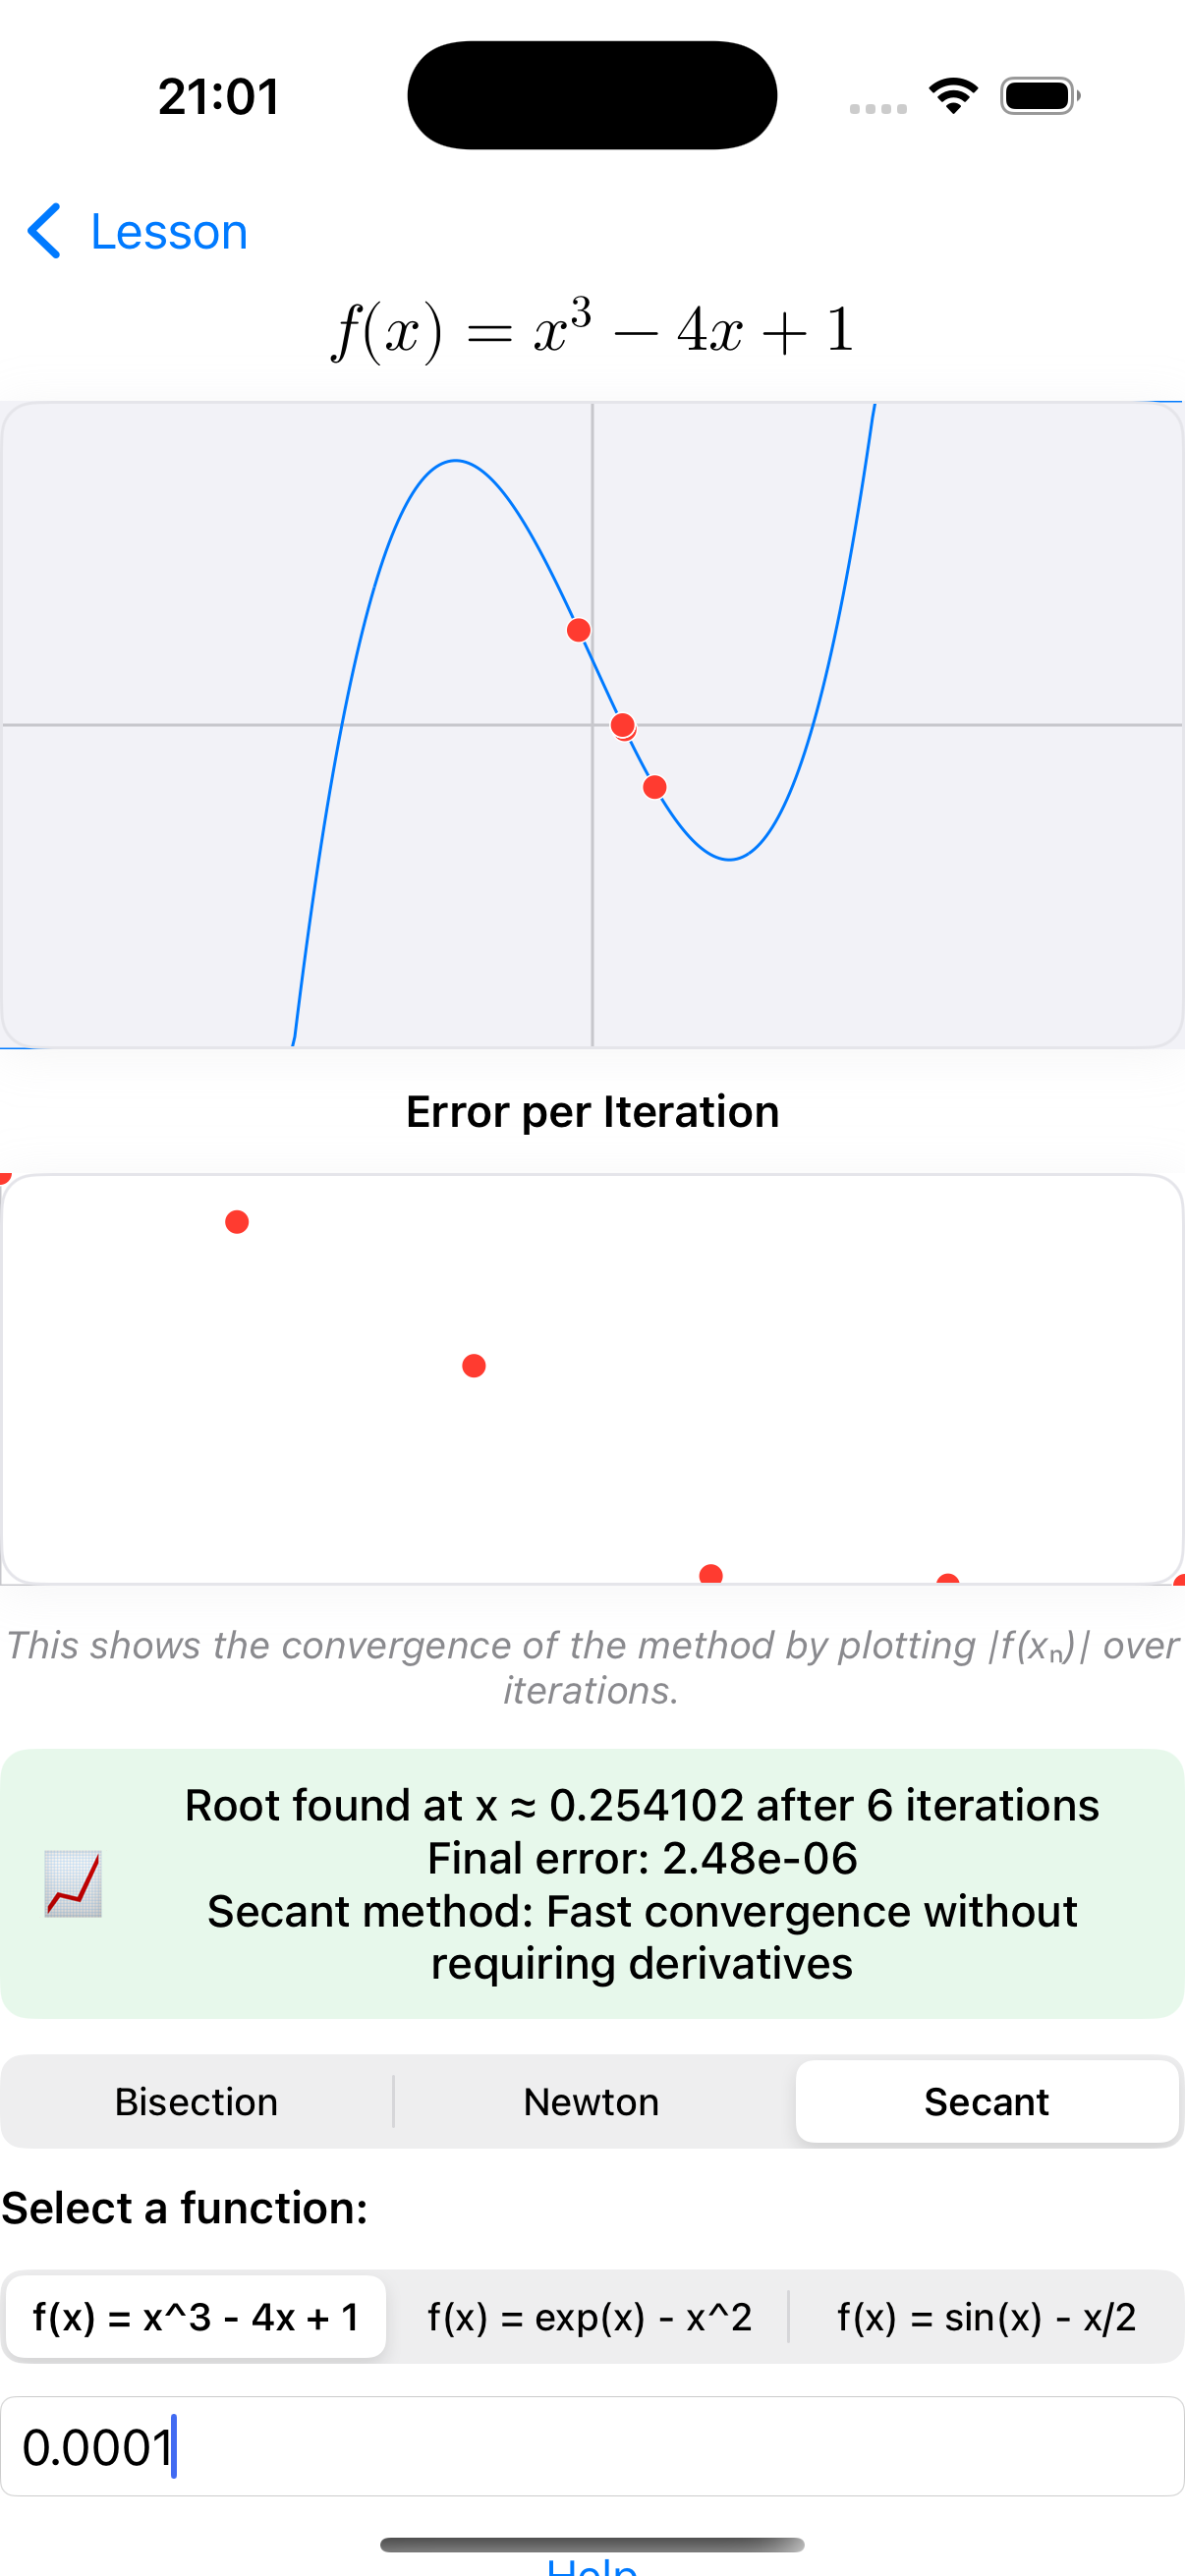 21:01
Lesson
f(x) = x³ − 4x + 1
Error per Iteration
This shows the convergence of the method by plotting |f(xₙ)| over
iterations.
Root found at x ≈ 0.254102 after 6 iterations
Final error: 2.48e-06
Secant method: Fast convergence without
requiring derivatives
Bisection Newton Secant
Select a function:
f(x) = x^3 - 4x + 1 f(x) = exp(x) - x^2 f(x) = sin(x) - x/2
0.0001
Help